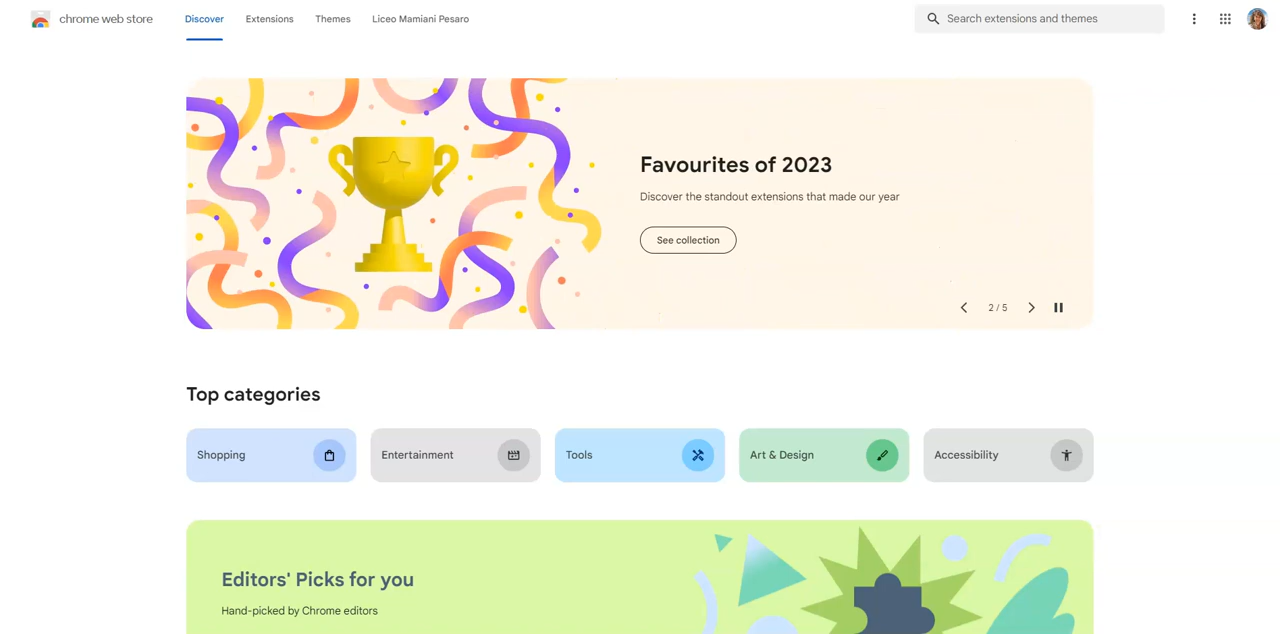 chrome web store
Discover
Extensions
Themes
Liceo Mamiani Pesaro
Search extensions and themes
Favourites of 2023
Discover the standout extensions that made our year
See collection
2 / 5
Top categories
Shopping
Entertainment
Tools
Art & Design
Accessibility
Editors' Picks for you
Hand-picked by Chrome editors